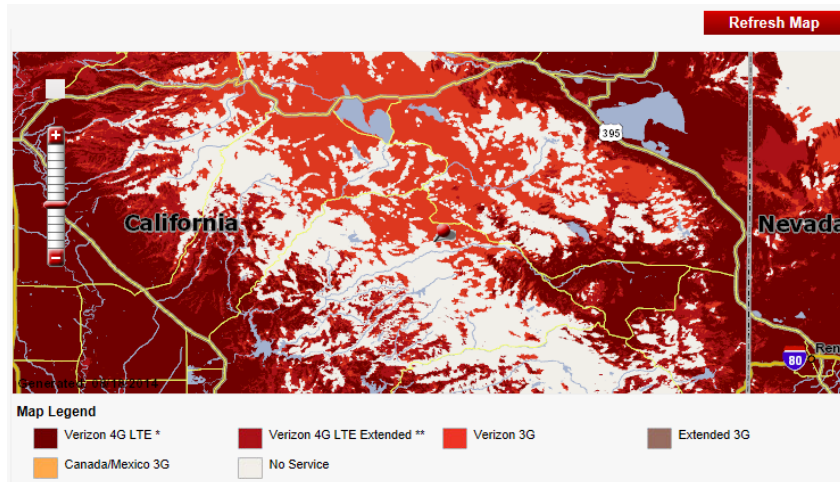 Refresh Map
395
California
Nevada
Ren
80
Map Legend
Verizon 4G LTE *
Verizon 4G LTE Extended **
Verizon 3G
Extended 3G
Canada/Mexico 3G
No Service